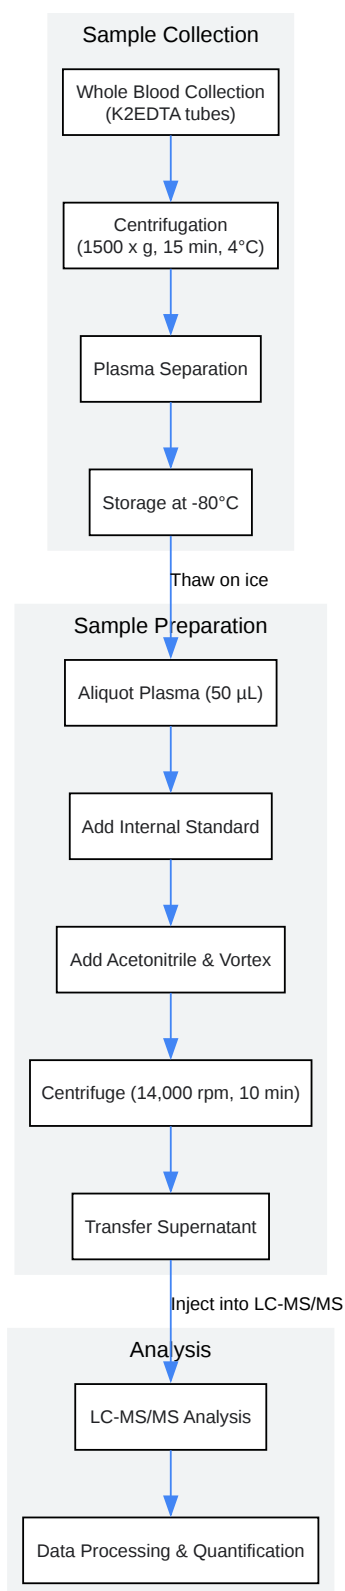 Sample Collection
Whole Blood Collection
(K2EDTA tubes)
Centrifugation
(1500 x g, 15 min, 4°C)
Plasma Separation
Storage at -80°C
Thaw on ice
Sample Preparation
Aliquot Plasma (50 µL)
Add Internal Standard
Add Acetonitrile & Vortex
Centrifuge (14,000 rpm, 10 min)
Transfer Supernatant
Inject into LC-MS/MS
Analysis
LC-MS/MS Analysis
Data Processing & Quantification